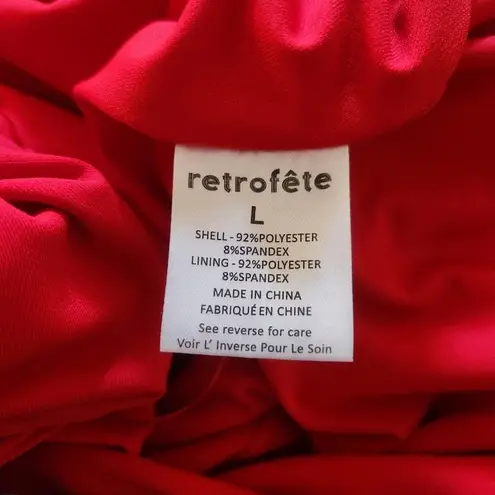 retrofête
L
SHELL - 92%POLYESTER
8%SPANDEX
LINING - 92%POLYESTER
8%SPANDEX
MADE IN CHINA
FABRIQUÉ EN CHINE
See reverse for care
Voir L' Inverse Pour Le Soin